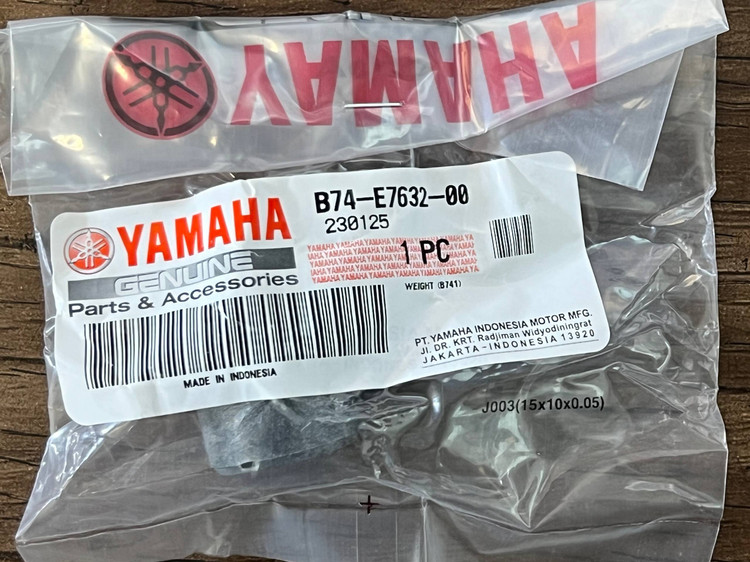 YAMAHA
YAMAHA
GENUINE
Parts & Accessories
B74-E7632-00
230125
1 PC
WEIGHT (B741)
MADE IN INDONESIA
PT. YAMAHA INDONESIA MOTOR MFG.
Jl. DR. KRT. Radjiman Widyodiningrat
JAKARTA-INDONESIA 13920
J003(15x10x0.05)